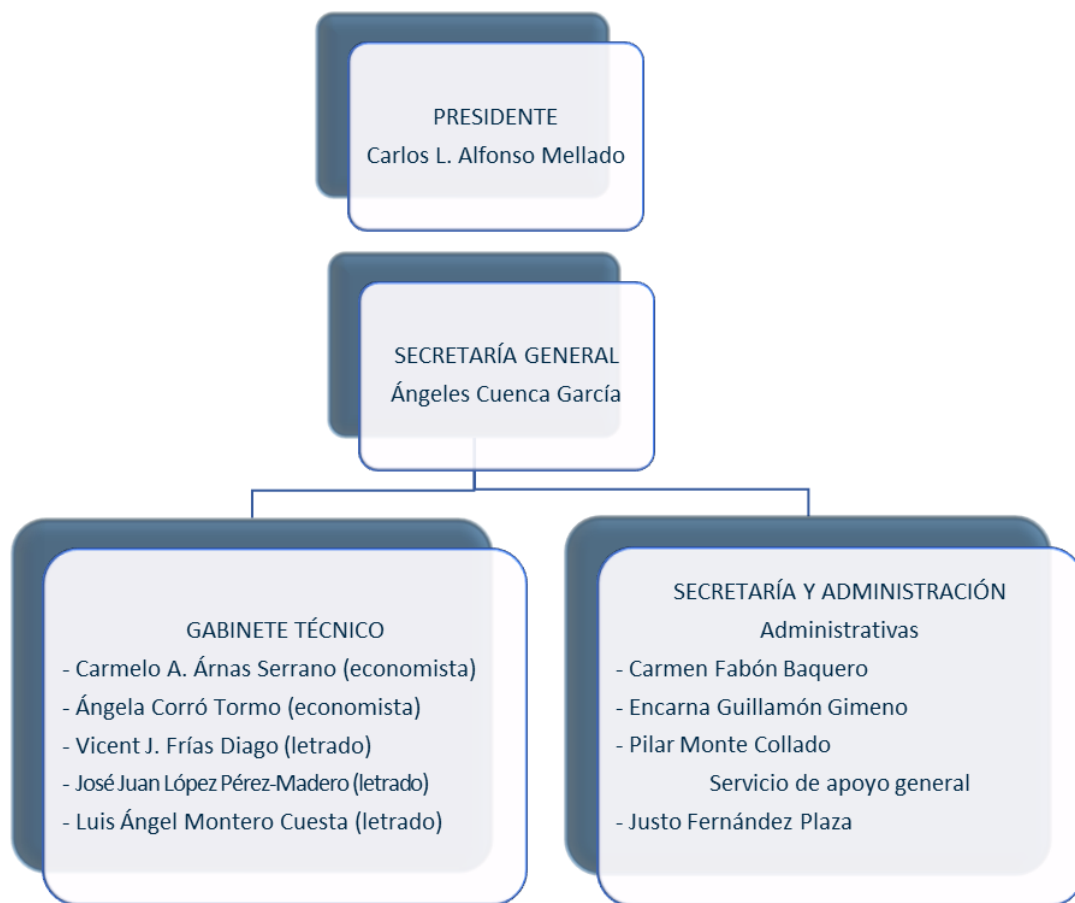 PRESIDENTE
Carlos L. Alfonso Mellado
SECRETARÍA GENERAL
Ángeles Cuenca García
GABINETE TÉCNICO
- Carmelo A. Árnas Serrano (economista)
- Ángela Corró Tormo (economista)
- Vicent J. Frías Diago (letrado)
- José Juan López Pérez-Madero (letrado)
- Luis Ángel Montero Cuesta (letrado)
SECRETARÍA Y ADMINISTRACIÓN
Administrativas
- Carmen Fabón Baquero
- Encarna Guillamón Gimeno
- Pilar Monte Collado
Servicio de apoyo general
- Justo Fernández Plaza